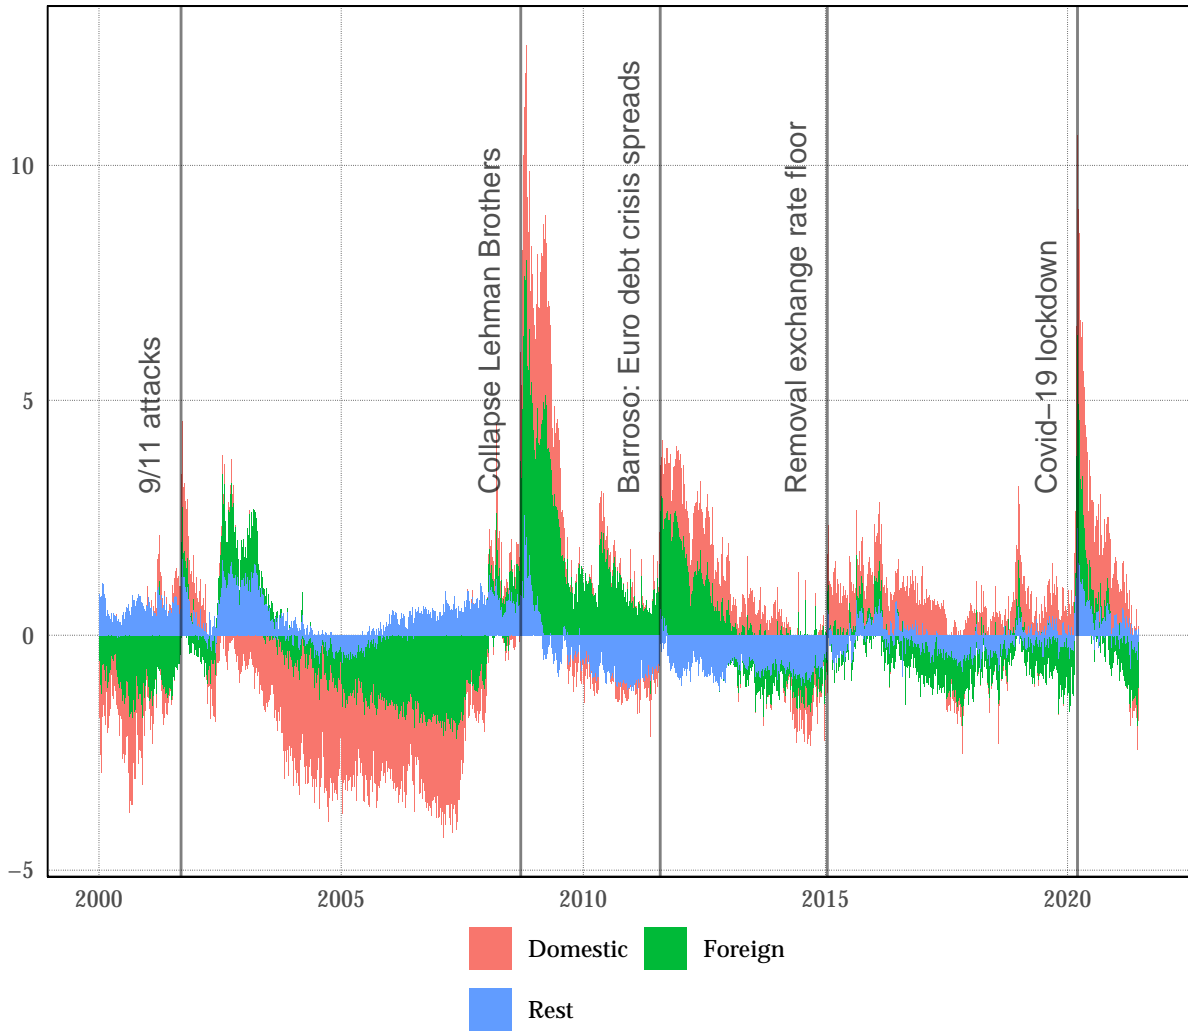 10
5
0
−5
9/11 attacks
Collapse Lehman Brothers
Barroso: Euro debt crisis spreads
Removal exchange rate floor
Covid−19 lockdown
2000
2005
2010
2015
2020
Domestic
Foreign
Rest